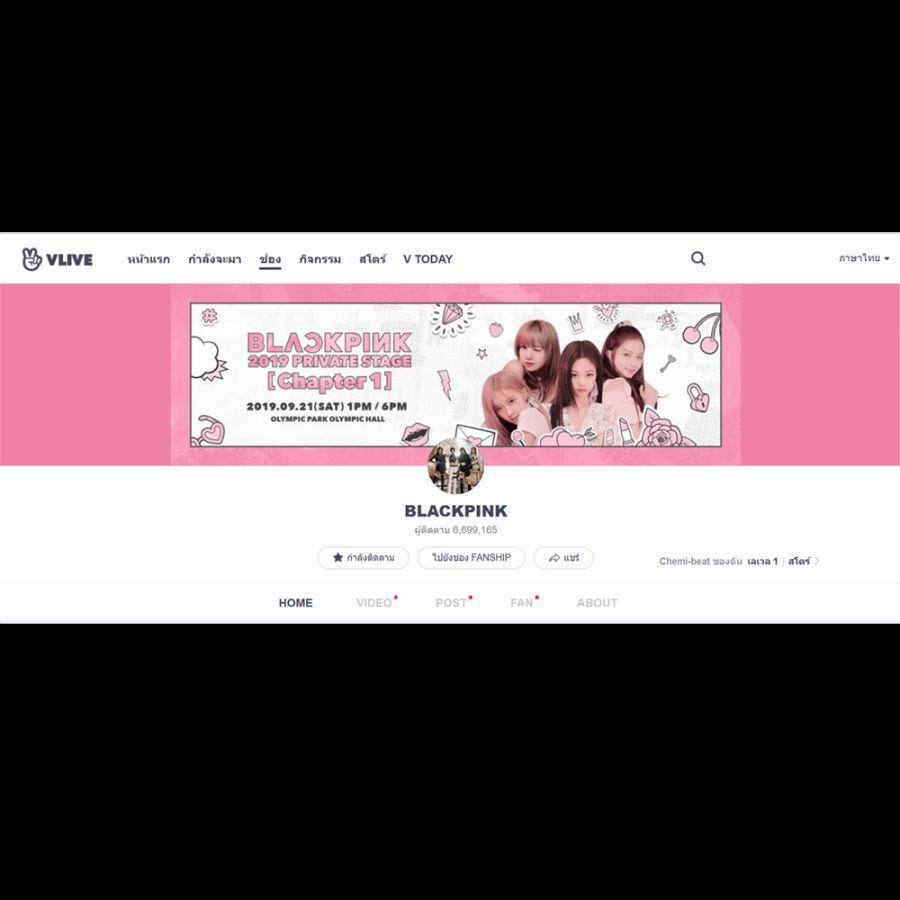 VLIVE
หน้าแรก กำลังจะมา ช่อง กิจกรรม สโตร์ V TODAY
ภาษาไทย
BLACKPINK
2019 PRIVATE STAGE
[Chapter 1]
2019.09.21(SAT) 1PM / 6PM
OLYMPIC PARK OLYMPIC HALL
BLACKPINK
ผู้ติดตาม 6,699,165
กำลังติดตาม ไปยังช่อง FANSHIP แชร์
Chemi-beat ของฉัน เลเวล 1 | สโตร์
HOME VIDEO POST FAN ABOUT